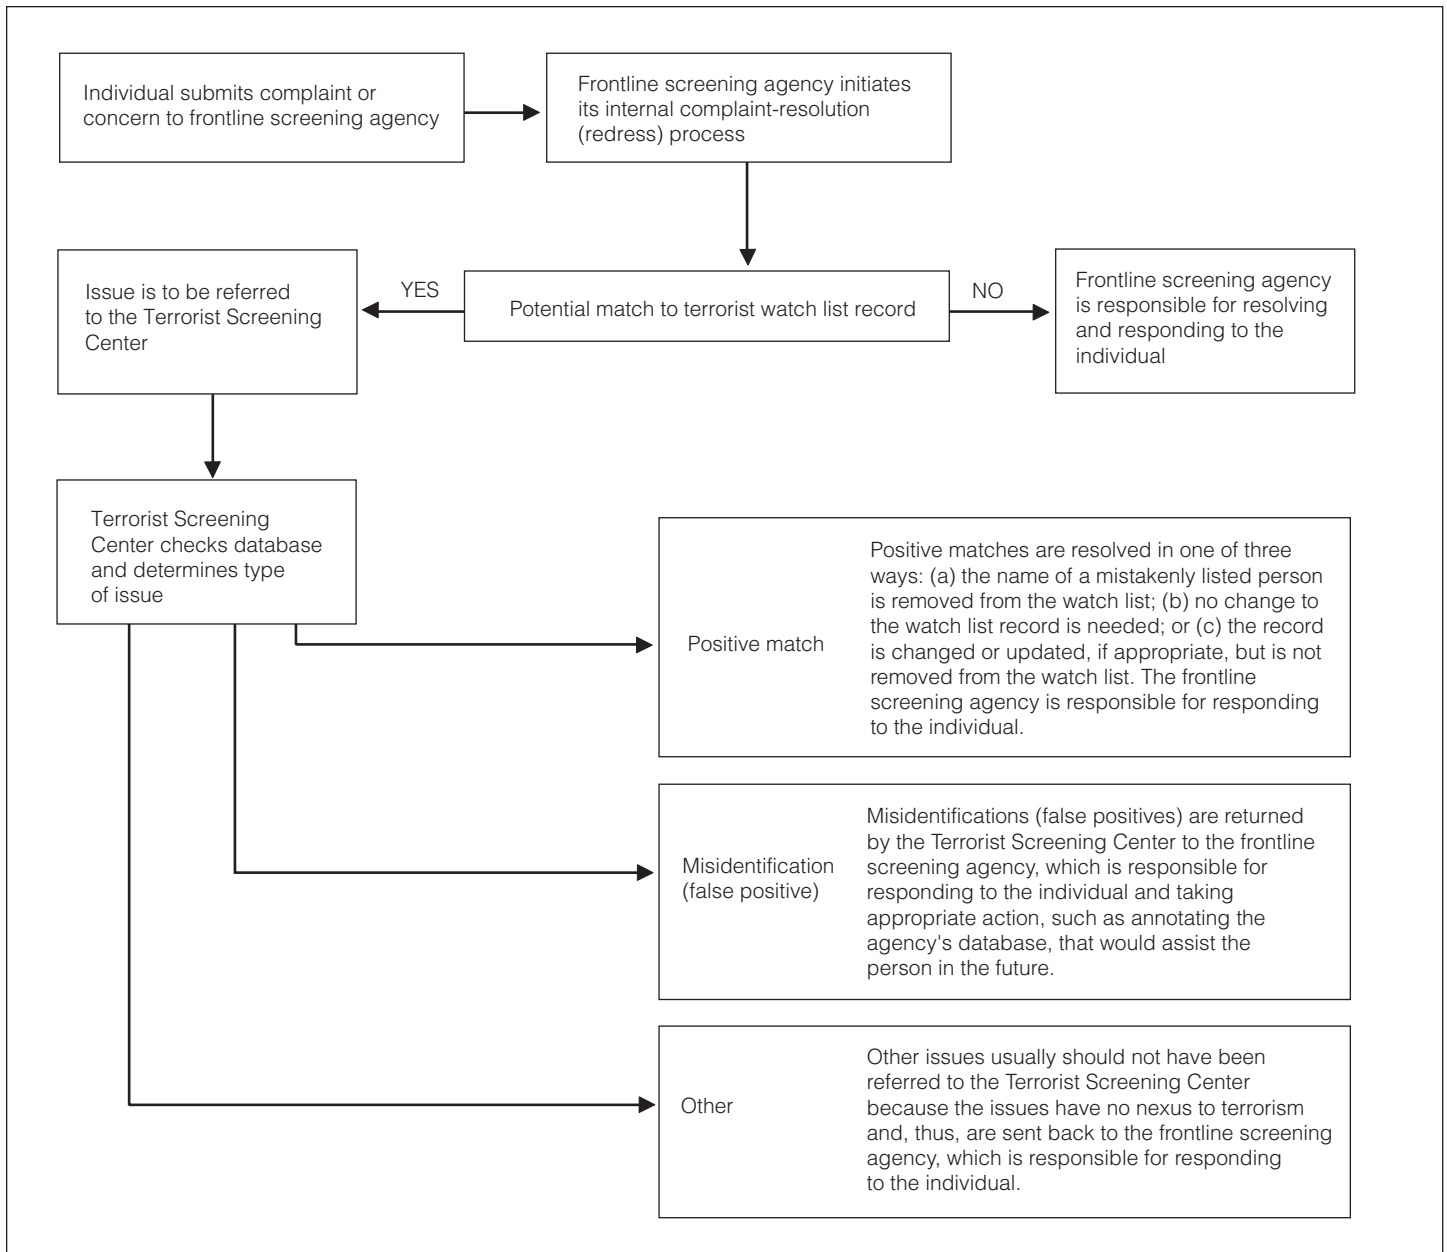 Individual submits complaint or
concern to frontline screening agency
Frontline screening agency initiates
its internal complaint-resolution
(redress) process
Issue is to be referred
to the Terrorist Screening
Center
YES
Potential match to terrorist watch list record
NO
Frontline screening agency
is responsible for resolving
and responding to the
individual
Terrorist Screening
Center checks database
and determines type
of issue
Positive match
Positive matches are resolved in one of three
ways: (a) the name of a mistakenly listed person
is removed from the watch list; (b) no change to
the watch list record is needed; or (c) the record
is changed or updated, if appropriate, but is not
removed from the watch list. The frontline
screening agency is responsible for responding
to the individual.
Misidentification
(false positive)
Misidentifications (false positives) are returned
by the Terrorist Screening Center to the frontline
screening agency, which is responsible for
responding to the individual and taking
appropriate action, such as annotating the
agency's database, that would assist the
person in the future.
Other
Other issues usually should not have been
referred to the Terrorist Screening Center
because the issues have no nexus to terrorism
and, thus, are sent back to the frontline screening
agency, which is responsible for responding
to the individual.